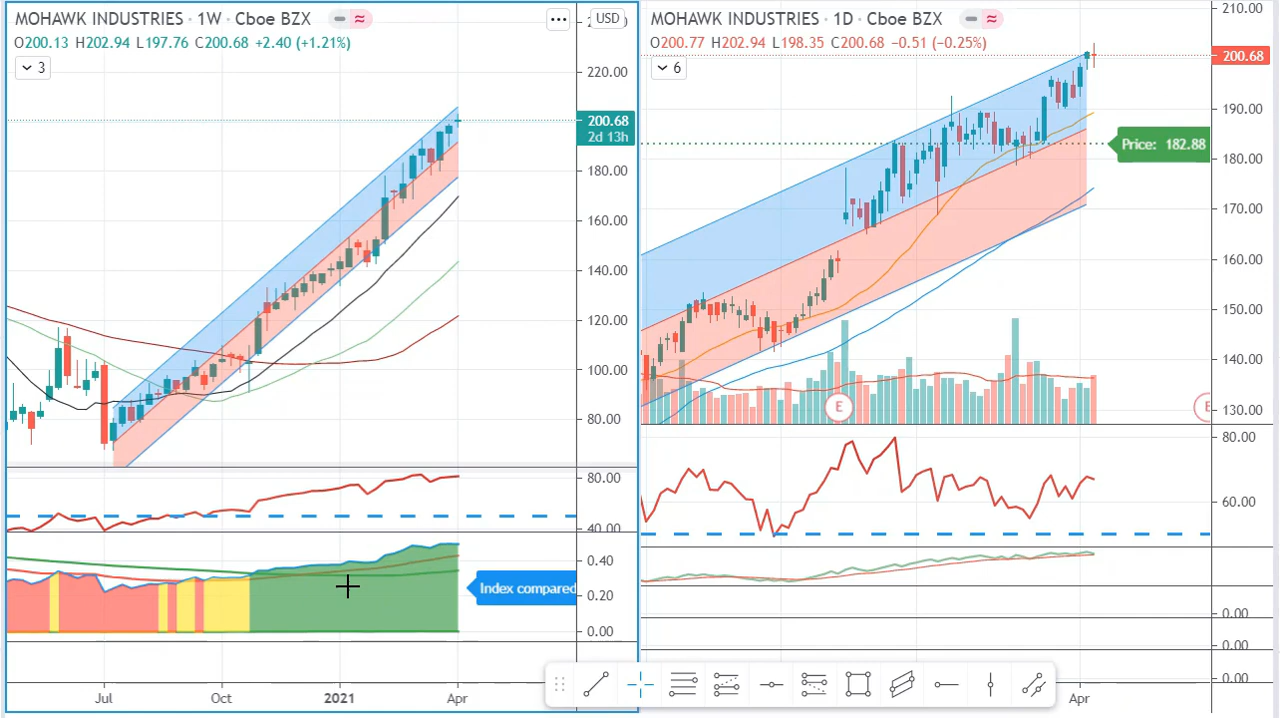 MOHAWK INDUSTRIES · 1W · Cboe BZX
O200.13 H202.94 L197.76 C200.68 +2.40 (+1.21%)
3
USD
220.00
200.68
2d 13h
180.00
160.00
140.00
120.00
100.00
80.00
80.00
40.00
0.40
0.20
0.00
Index compared
Jul
Oct
2021
Apr
MOHAWK INDUSTRIES · 1D · Cboe BZX
O200.77 H202.94 L198.35 C200.68 −0.51 (−0.25%)
6
210.00
200.68
190.00
Price: 182.88
180.00
170.00
160.00
150.00
140.00
130.00
E
E
80.00
60.00
0.00
0.00
0.00
Apr